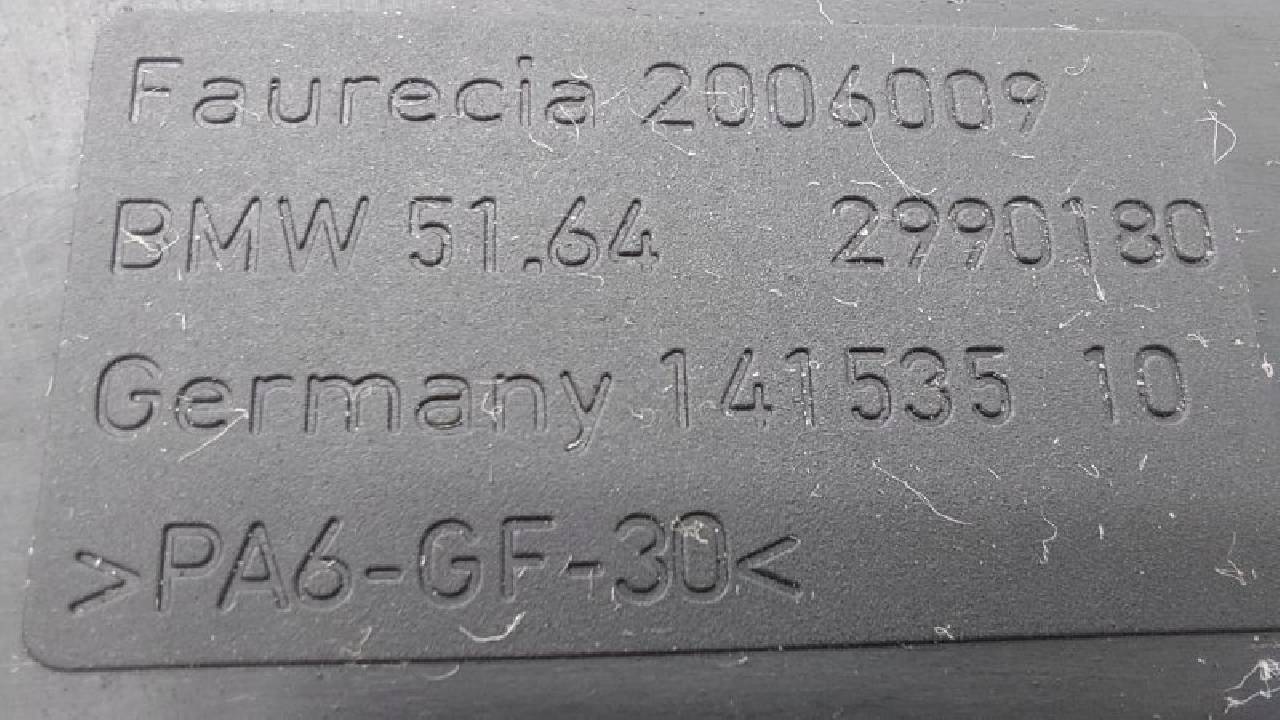 Faurecia 2006009
BMW 51.64 2990180
Germany 141535 10
>PA6-GF-30<